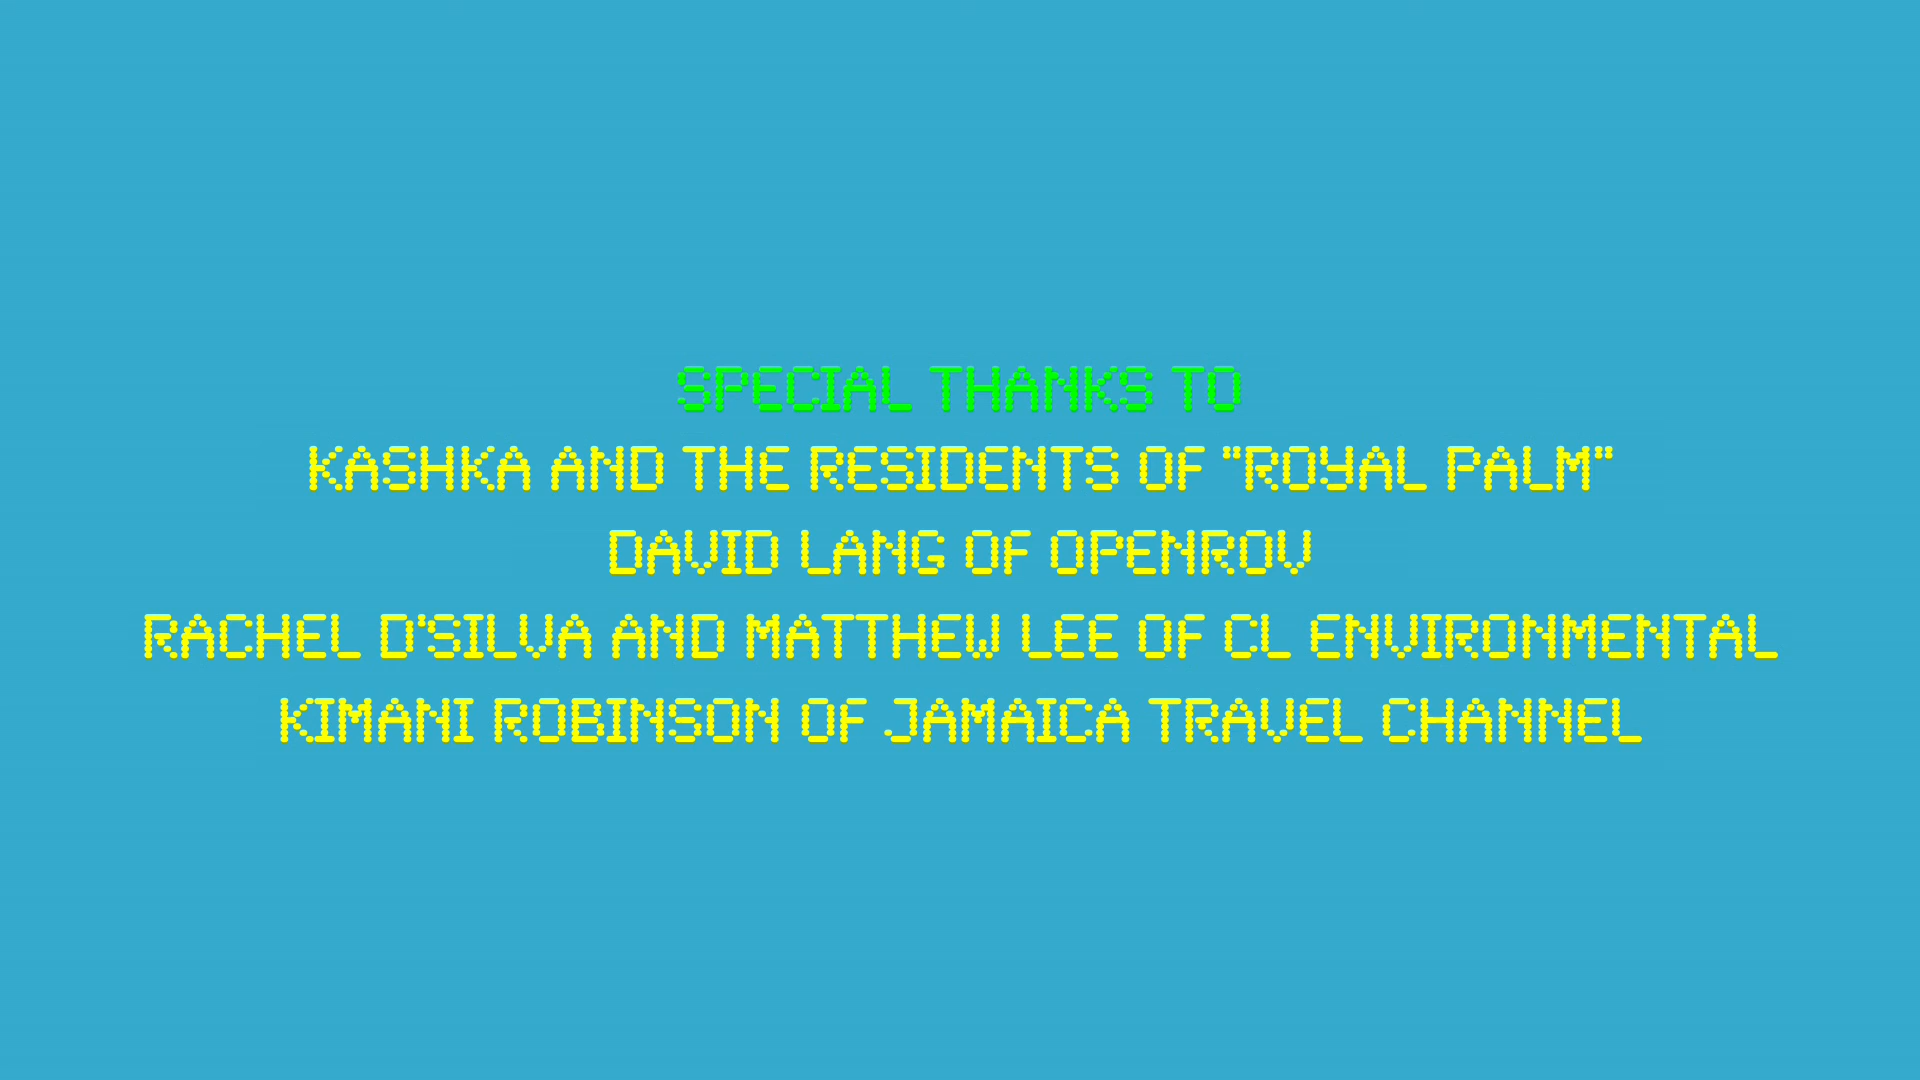 SPECIAL THANKS TO
KASHKA AND THE RESIDENTS OF "ROYAL PALM"
DAVID LANG OF OPENROV
RACHEL D'SILVA AND MATTHEW LEE OF CL ENVIRONMENTAL
KIMANI ROBINSON OF JAMAICA TRAVEL CHANNEL